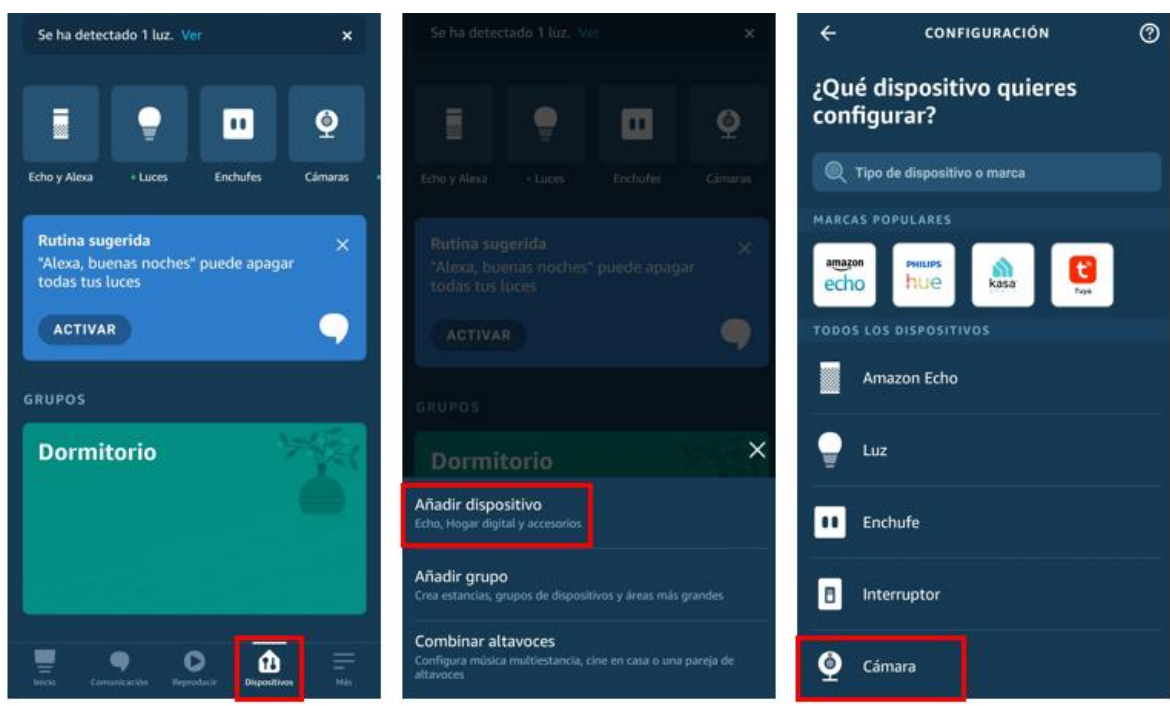 Se ha detectado 1 luz. Ver
Echo y Alexa
Luces
Enchufes
Cámaras
Rutina sugerida
"Alexa, buenas noches" puede apagar
todas tus luces
ACTIVAR
GRUPOS
Dormitorio
Inicio
Comunicación
Reproducir
Dispositivos
Más
Se ha detectado 1 luz. Ver
Echo y Alexa
Luces
Enchufes
Cámaras
Rutina sugerida
"Alexa, buenas noches" puede apagar
todas tus luces
ACTIVAR
GRUPOS
Dormitorio
Añadir dispositivo
Echo, Hogar digital y accesorios
Añadir grupo
Crea estancias, grupos de dispositivos y áreas más grandes
Combinar altavoces
Configura música multiestancia, cine en casa o una pareja de
altavoces
CONFIGURACIÓN
¿Qué dispositivo quieres
configurar?
Tipo de dispositivo o marca
MARCAS POPULARES
amazon
echo
PHILIPS
hue
kasa
Tuya
TODOS LOS DISPOSITIVOS
Amazon Echo
Luz
Enchufe
Interruptor
Cámara